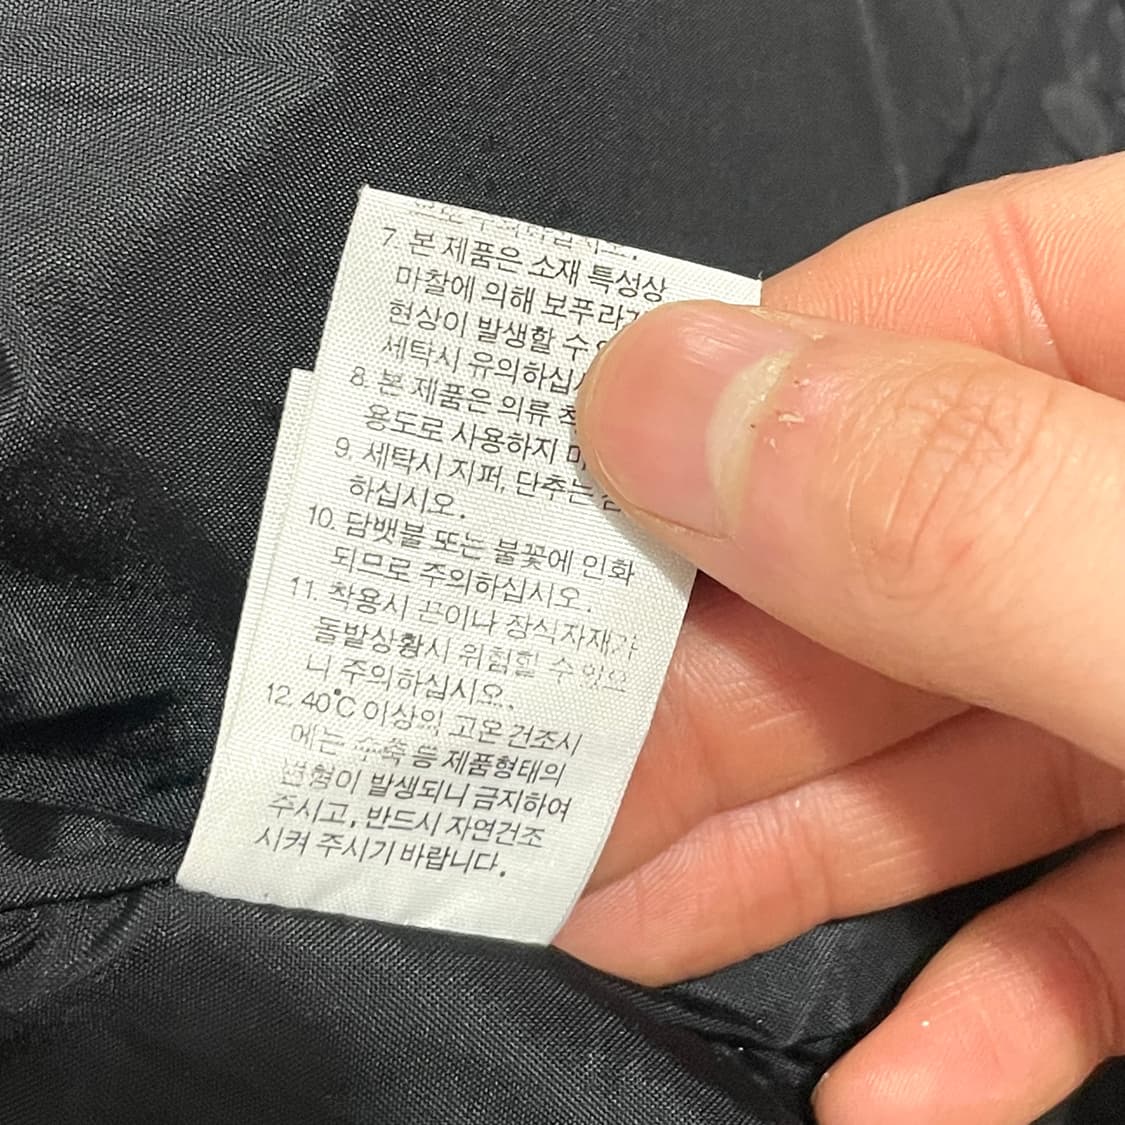 7. 본 제품은 소재 특성상
마찰에 의해 보푸라기
현상이 발생할 수
세탁시 유의하십시
8. 본 제품은 의류
용도로 사용하지
9. 세탁시 지퍼, 단추는
하십시오.
10. 담뱃불 또는 불꽃에 인화
되므로 주의하십시오.
11. 착용시 끈이나 장식자재가
돌발상황시 위험할 수 있으
니 주의하십시오.
12. 40℃ 이상의 고온 건조시
에는 수축 등 제품형태의
변형이 발생되니 금지하여
주시고, 반드시 자연건조
시켜 주시기 바랍니다.